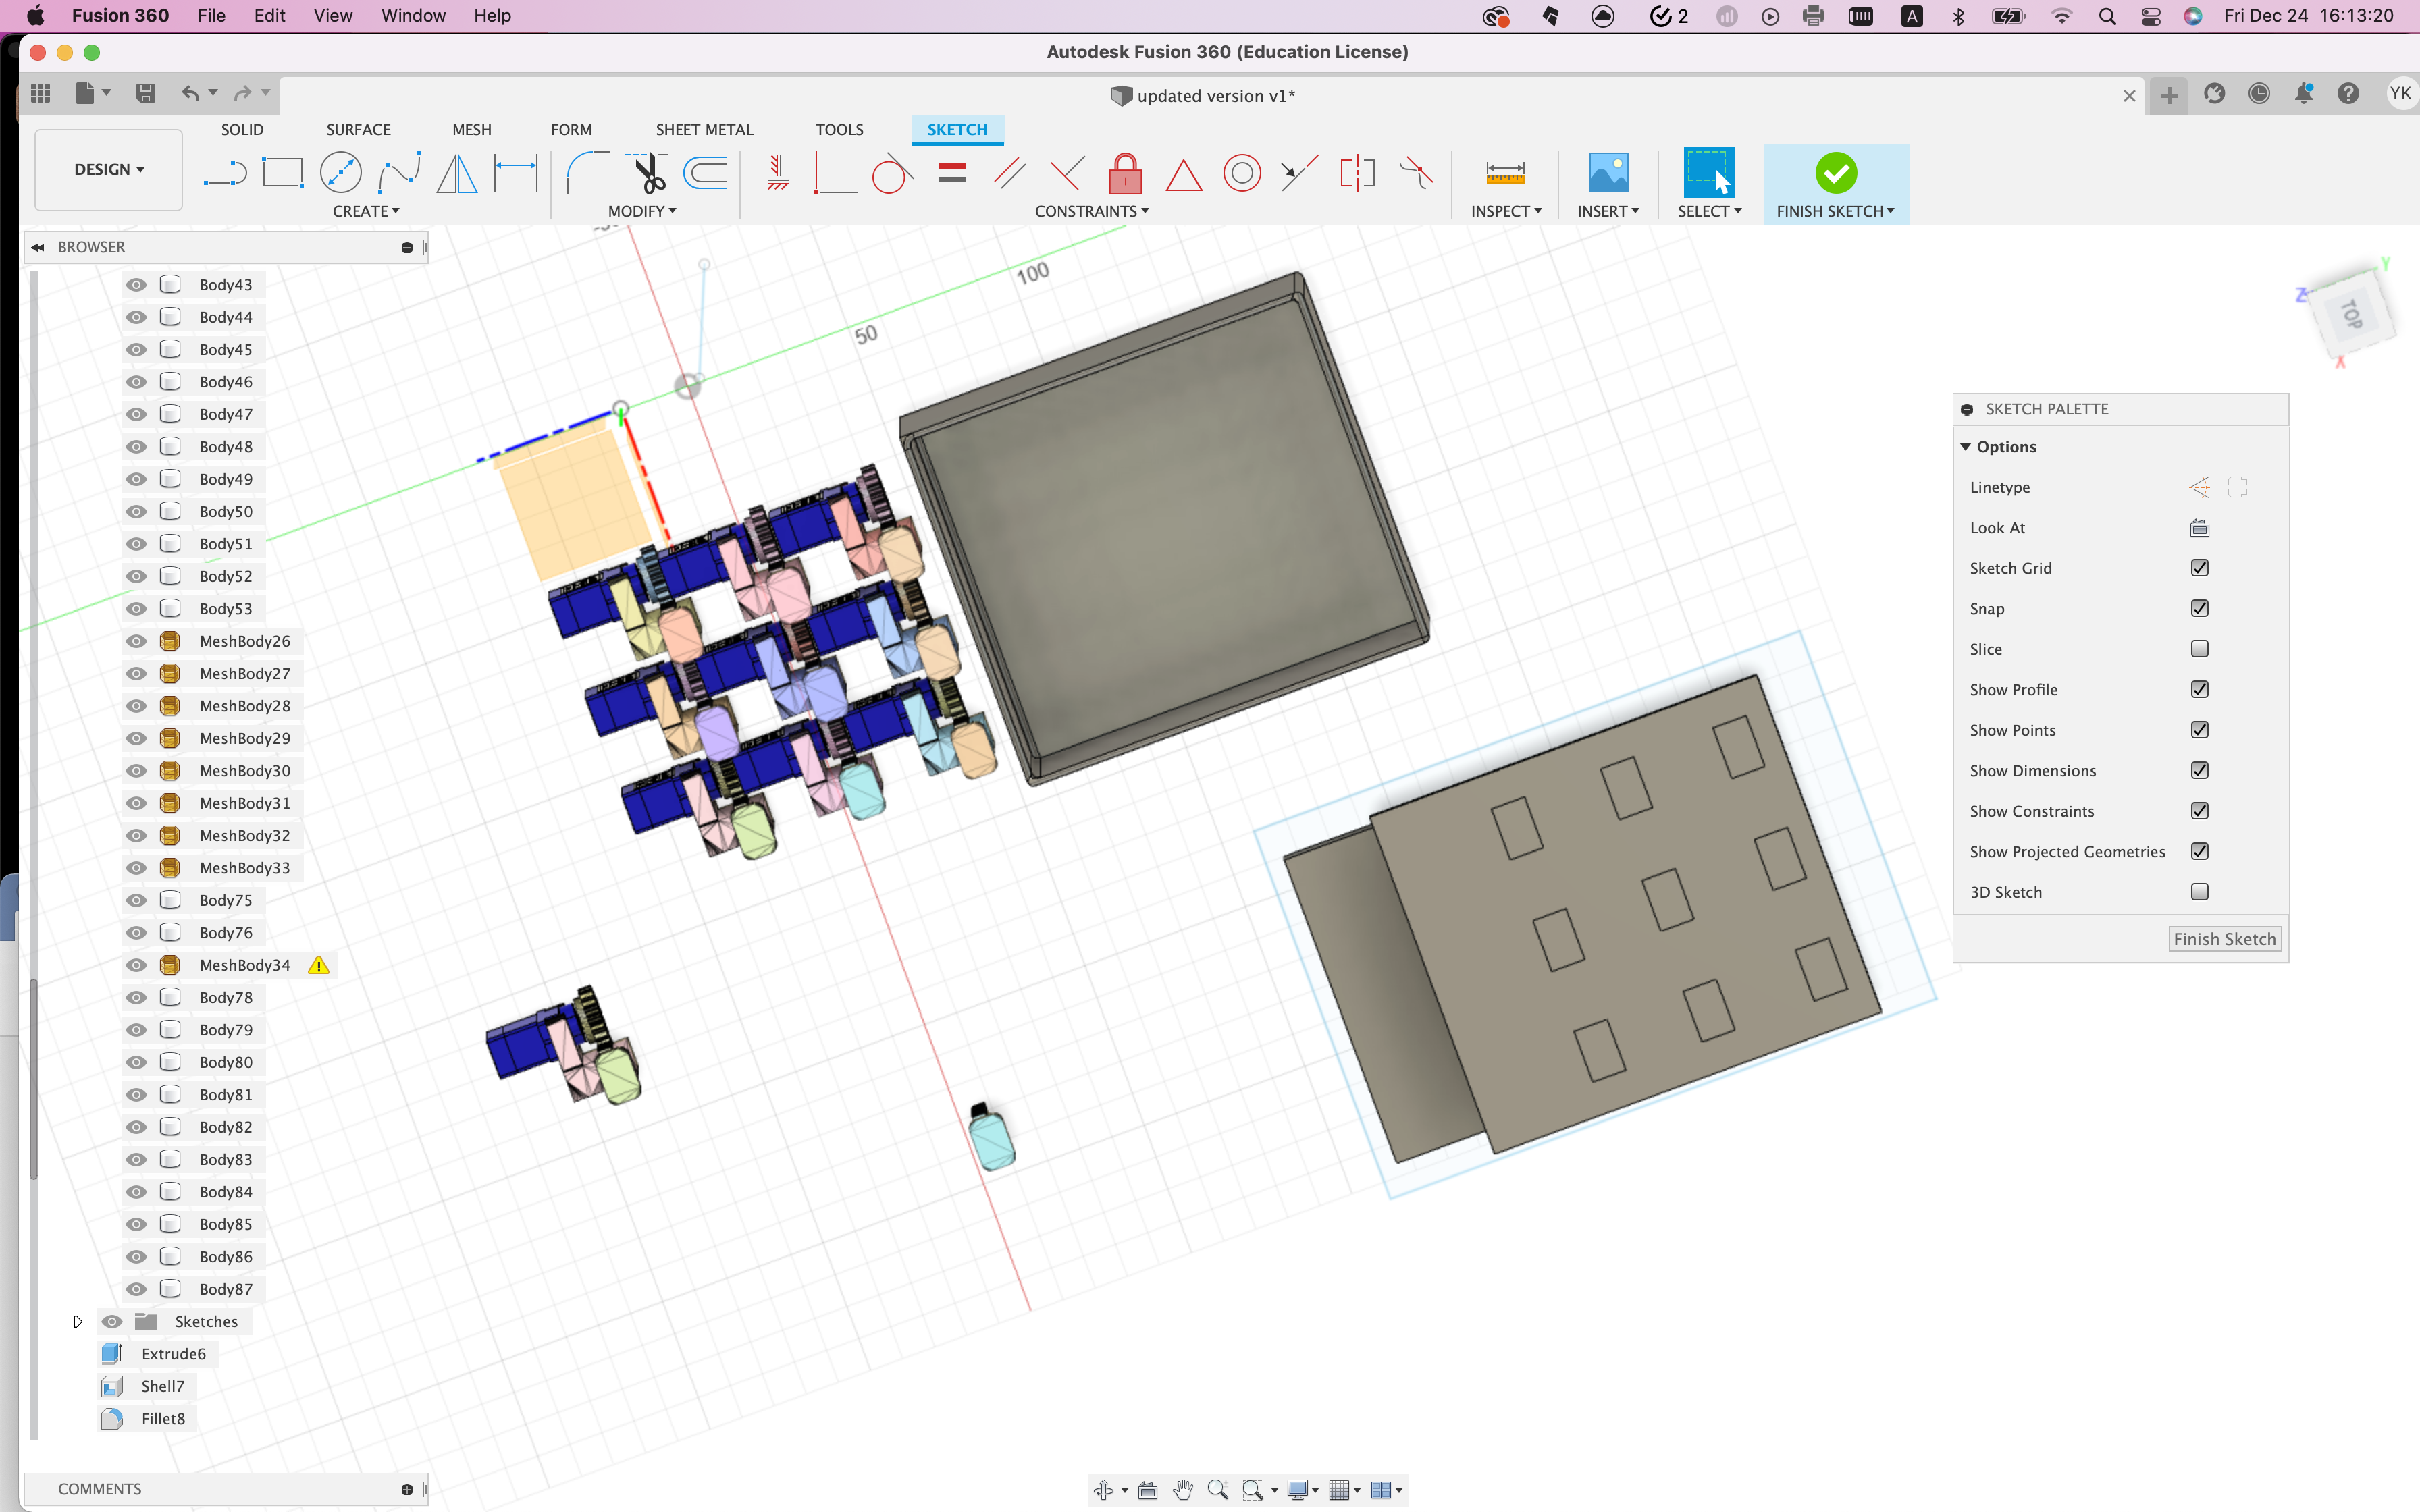 Fusion 360 File Edit View Window Help
2 A Fri Dec 24 16:13:20
Autodesk Fusion 360 (Education License)
updated version v1*
YK
SOLID SURFACE MESH FORM SHEET METAL TOOLS SKETCH
DESIGN
CREATE MODIFY CONSTRAINTS INSPECT INSERT SELECT FINISH SKETCH
BROWSER
Body43
Body44
Body45
Body46
Body47
Body48
Body49
Body50
Body51
Body52
Body53
MeshBody26
MeshBody27
MeshBody28
MeshBody29
MeshBody30
MeshBody31
MeshBody32
MeshBody33
Body75
Body76
MeshBody34
Body78
Body79
Body80
Body81
Body82
Body83
Body84
Body85
Body86
Body87
Sketches
Extrude6
Shell7
Fillet8
COMMENTS
50
100
Z
Y
TOP
X
SKETCH PALETTE
Options
Linetype
Look At
Sketch Grid
Snap
Slice
Show Profile
Show Points
Show Dimensions
Show Constraints
Show Projected Geometries
3D Sketch
Finish Sketch